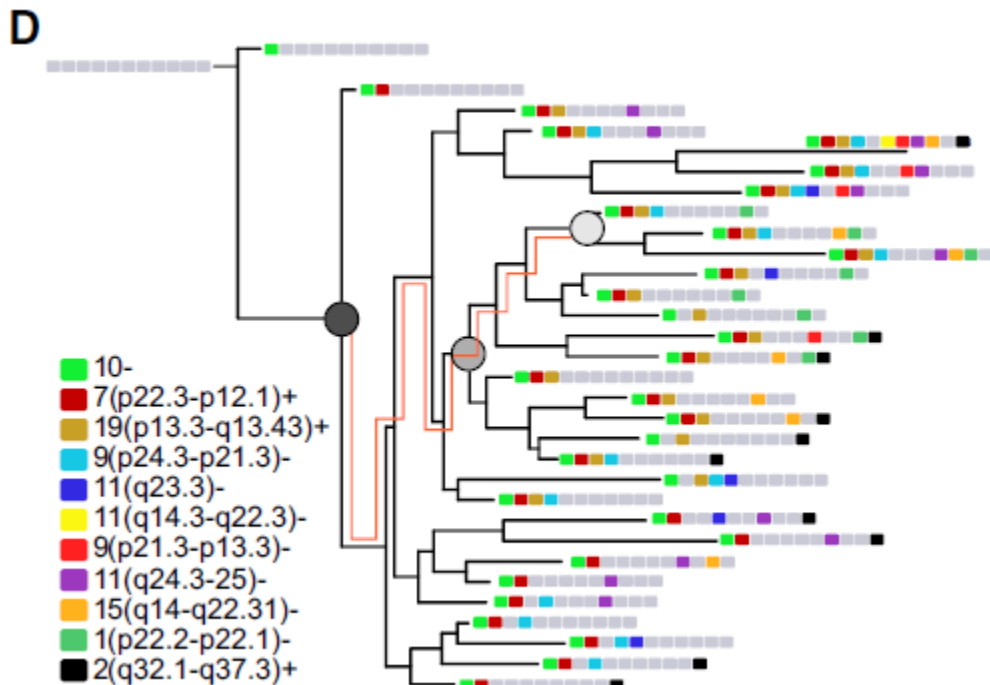 D
10-
7(p22.3-p12.1)+
19(p13.3-q13.43)+
9(p24.3-p21.3)-
11(q23.3)-
11(q14.3-q22.3)-
9(p21.3-p13.3)-
11(q24.3-25)-
15(q14-q22.31)-
1(p22.2-p22.1)-
2(q32.1-q37.3)+